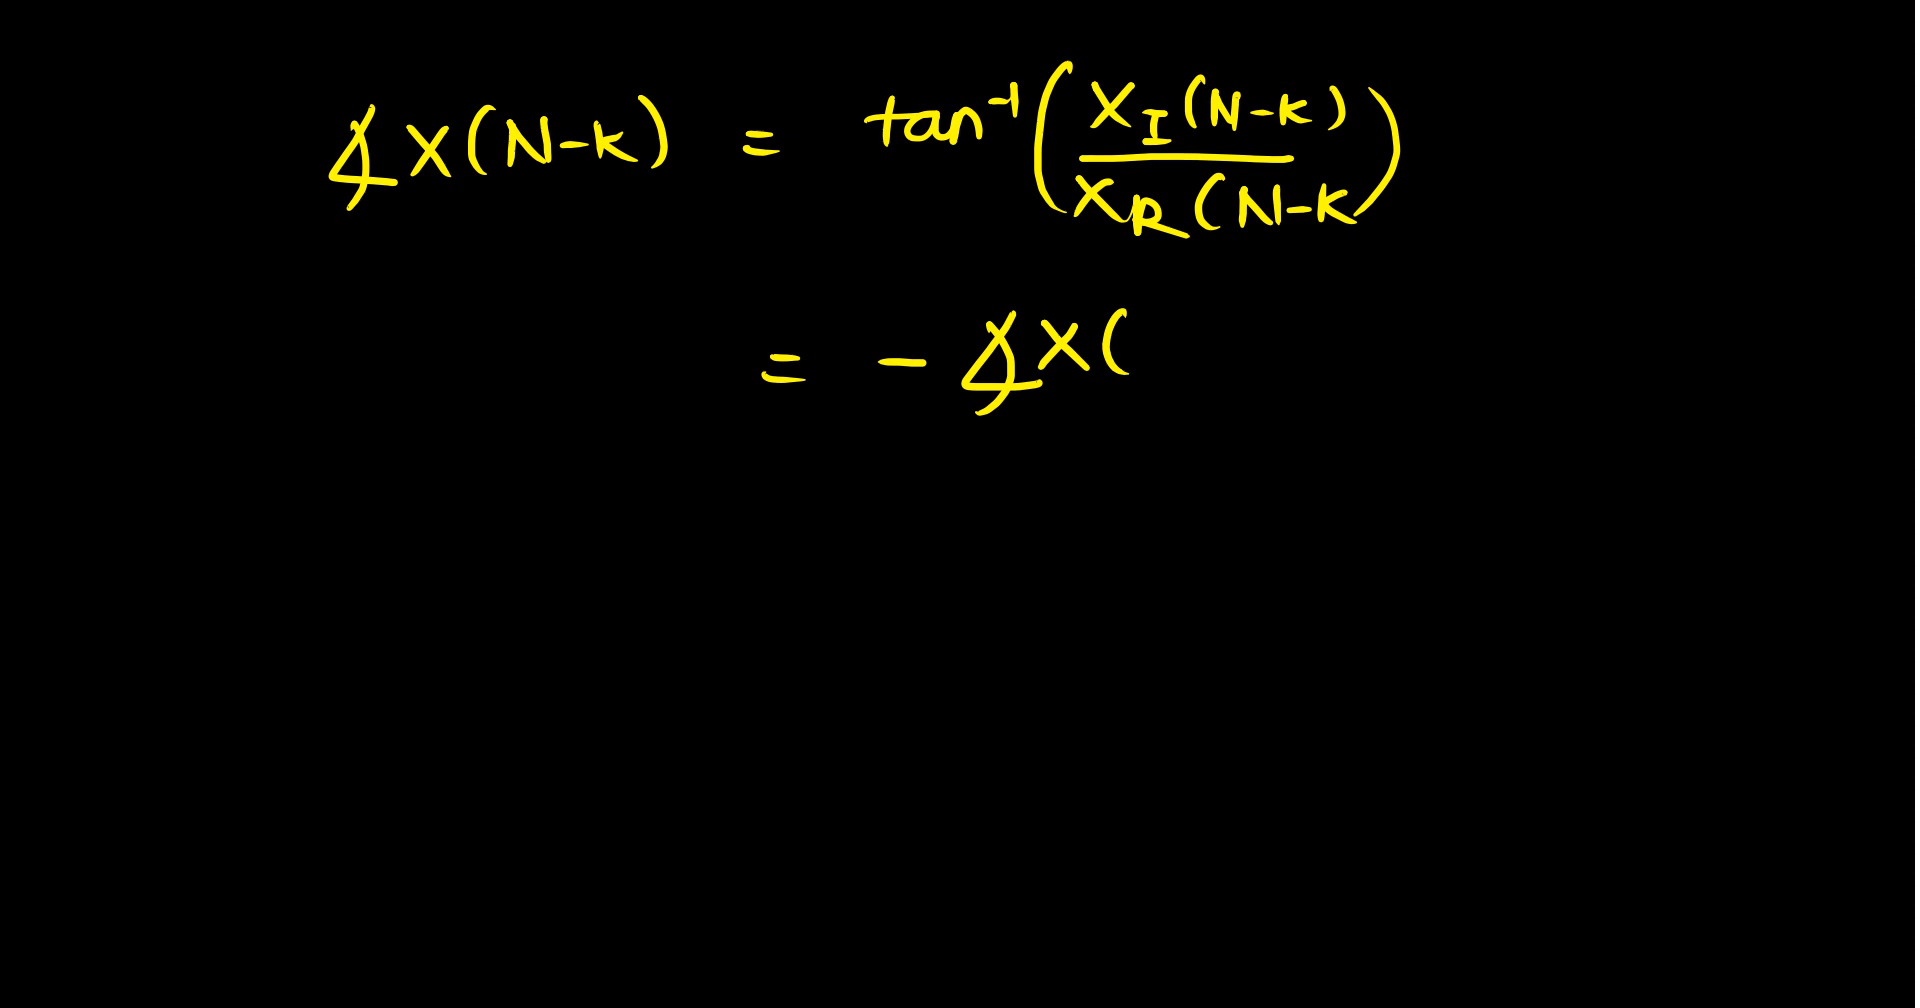 ∡X(N-k) = tan⁻¹(X_I(N-k) / X_R(N-k)
= - ∡X(